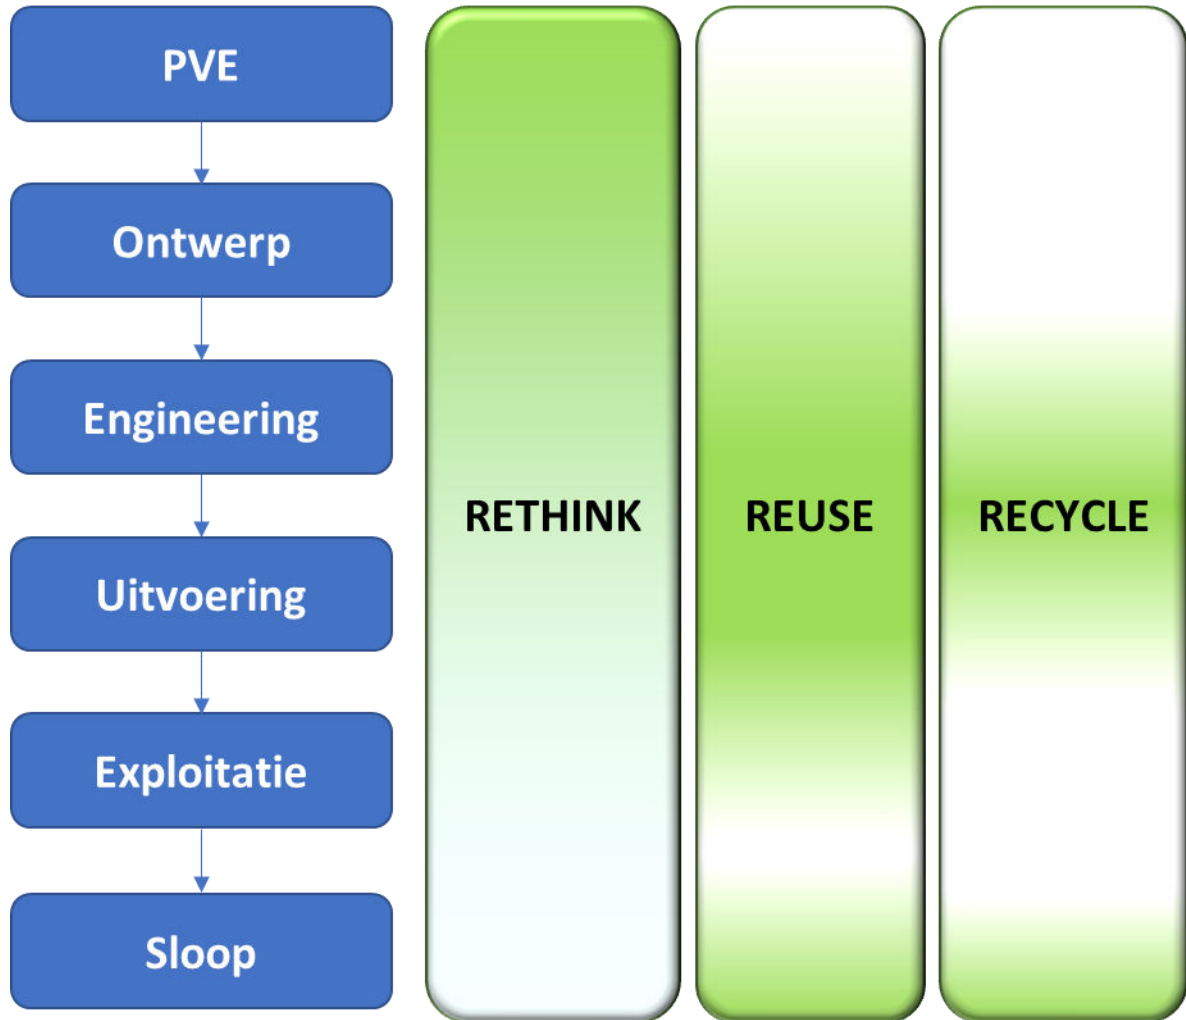 PVE
Ontwerp
Engineering
Uitvoering
Exploitatie
Sloop
RETHINK
REUSE
RECYCLE